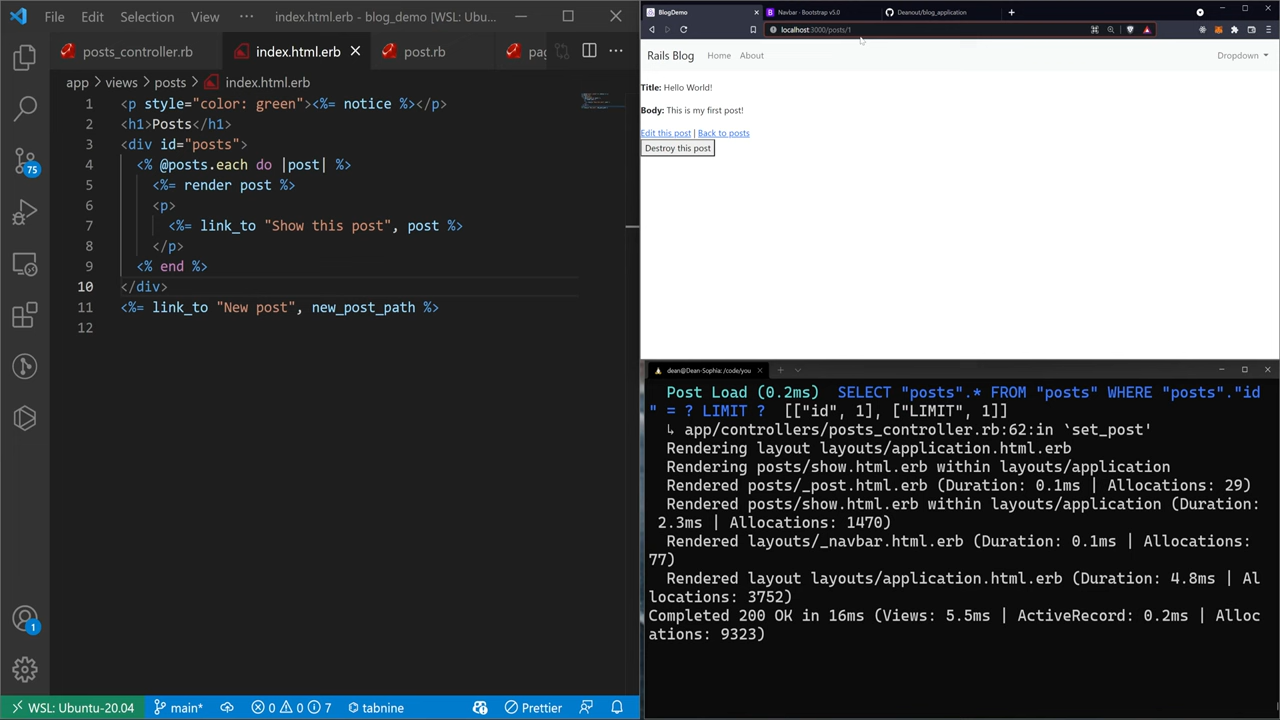 File Edit Selection View ··· index.html.erb - blog_demo [WSL: Ubu...
posts_controller.rb index.html.erb post.rb pag
app > views > posts > index.html.erb
1 <p style="color: green"><%= notice %></p>
2 <h1>Posts</h1>
3 <div id="posts">
4 <% @posts.each do |post| %>
5 <%= render post %>
6 <p>
7 <%= link_to "Show this post", post %>
8 </p>
9 <% end %>
10 </div>
11 <%= link_to "New post", new_post_path %>
12
75
1
WSL: Ubuntu-20.04 main* 0 0 7 tabnine Prettier
BlogDemo Navbar · Bootstrap v5.0 Deanout/blog_application
localhost:3000/posts/1
Rails Blog Home About Dropdown
Title: Hello World!
Body: This is my first post!
Edit this post | Back to posts
Destroy this post
dean@Dean-Sophia: /code/you
Post Load (0.2ms) SELECT "posts".* FROM "posts" WHERE "posts"."id
" = ? LIMIT ? [["id", 1], ["LIMIT", 1]]
↳ app/controllers/posts_controller.rb:62:in `set_post'
Rendering layout layouts/application.html.erb
Rendering posts/show.html.erb within layouts/application
Rendered posts/_post.html.erb (Duration: 0.1ms | Allocations: 29)
Rendered posts/show.html.erb within layouts/application (Duration:
2.3ms | Allocations: 1470)
Rendered layouts/_navbar.html.erb (Duration: 0.1ms | Allocations:
77)
Rendered layout layouts/application.html.erb (Duration: 4.8ms | Al
locations: 3752)
Completed 200 OK in 16ms (Views: 5.5ms | ActiveRecord: 0.2ms | Alloc
ations: 9323)